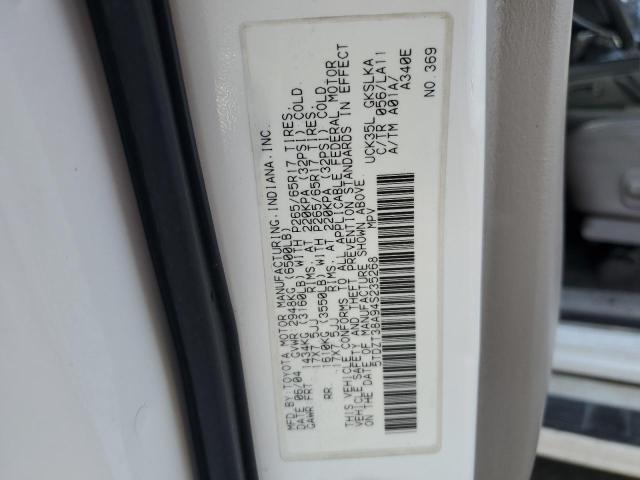 MFD.BY:TOYOTA MOTOR MANUFACTURING.INDIANA.INC.
DATE 05/04 GVWR 2948KG (6500LB)
GAWR FRT 1434KG (3160LB) WITH P265/65R17 TIRES.
17X7.5JJ RIMS. AT 220KPA (32PSI) COLD.
RR 1610KG (3550LB) WITH P265/65R17 TIRES.
17X7.5JJ RIMS. AT 220KPA (32PSI) COLD.
THIS VEHICLE CONFORMS TO ALL APPLICABLE FEDERAL MOTOR
VEHICLE SAFETY AND THEFT PREVENTION STANDARDS IN EFFECT
ON THE DATE OF MANUFACTURE SHOWN ABOVE.
5TDZT38A94S235268 MPV
UCK35L GKSLKA
C/TR 056/LA11
A/TM A01A/
A340E
NO.369